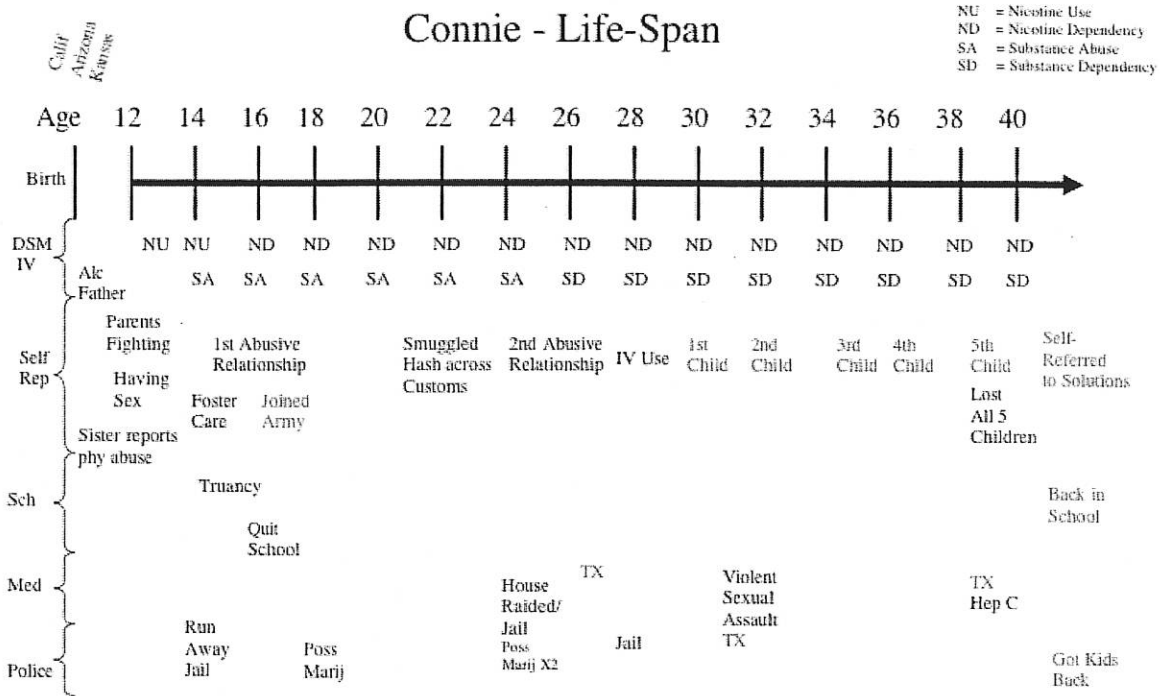 Connie - Life-Span
NU = Nicotine Use
ND = Nicotine Dependency
SA = Substance Abuse
SD = Substance Dependency
Calif
Arizona
Kansas
Age 12 14 16 18 20 22 24 26 28 30 32 34 36 38 40
Birth
DSM
IV
NU NU ND ND ND ND ND ND ND ND ND ND ND ND ND
SA SA SA SA SA SA SD SD SD SD SD SD SD SD
Alc
Father
Self
Rep
Parents
Fighting
Having
Sex
Sister reports
phy abuse
1st Abusive
Relationship
Foster
Care
Joined
Army
Smuggled
Hash across
Customs
2nd Abusive
Relationship
IV Use
1st
Child
2nd
Child
3rd
Child
4th
Child
5th
Child
Lost
All 5
Children
Self-
Referred
to Solutions
Sch
Truancy
Quit
School
Back in
School
Med
TX
House
Raided/
Jail
Poss
Marij X2
Violent
Sexual
Assault
TX
TX
Hep C
Police
Run
Away
Jail
Poss
Marij
Jail
Got Kids
Back